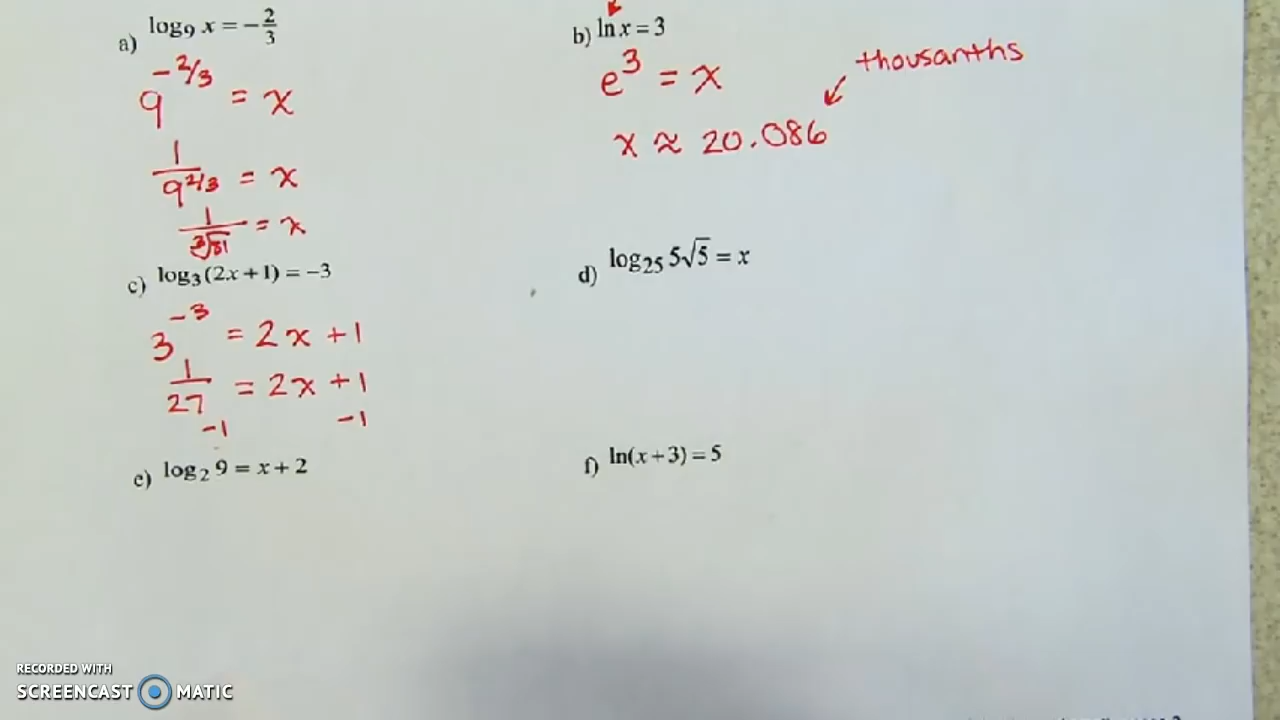 a) log₉ x = -2/3
9^(-2/3) = x
1/9^(2/3) = x
1/∛81 = x
b) ln x = 3
e³ = x
x ≈ 20.086
thousanths
c) log₃(2x+1) = -3
3^(-3) = 2x + 1
1/27 = 2x + 1
-1 -1
d) log₂₅ 5√5 = x
e) log₂ 9 = x + 2
f) ln(x+3) = 5
RECORDED WITH
SCREENCAST MATIC